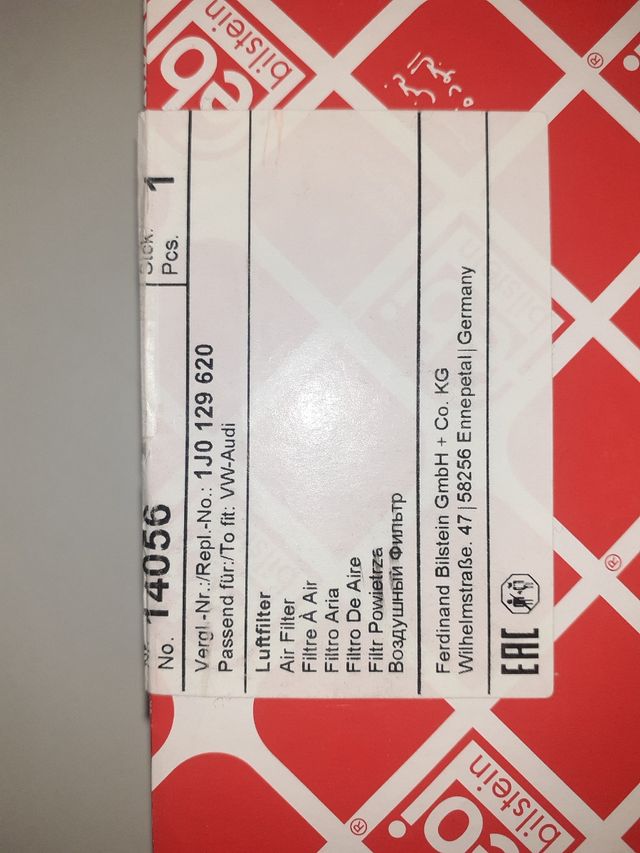 Stck.
Pcs. 1
No. 14056
Vergl.-Nr.:/Repl.-No.: 1J0 129 620
Passend für:/To fit: VW-Audi
Luftfilter
Air Filter
Filtre À Air
Filtro Aria
Filtro De Aire
Filtr Powietrza
Воздушный Фильтр
Ferdinand Bilstein GmbH + Co. KG
Wilhelmstraße. 47 | 58256 Ennepetal | Germany
EAC
bilstein
bilstein
bilstein